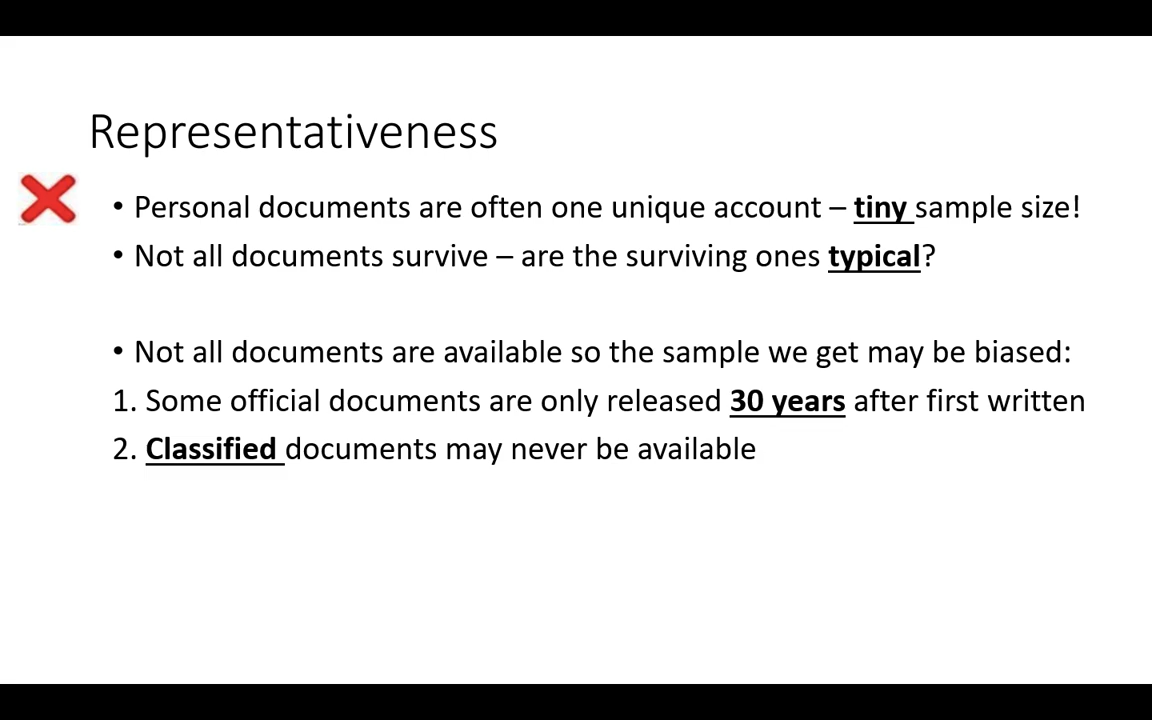 Representativeness
• Personal documents are often one unique account – tiny sample size!
• Not all documents survive – are the surviving ones typical?
• Not all documents are available so the sample we get may be biased:
1. Some official documents are only released 30 years after first written
2. Classified documents may never be available